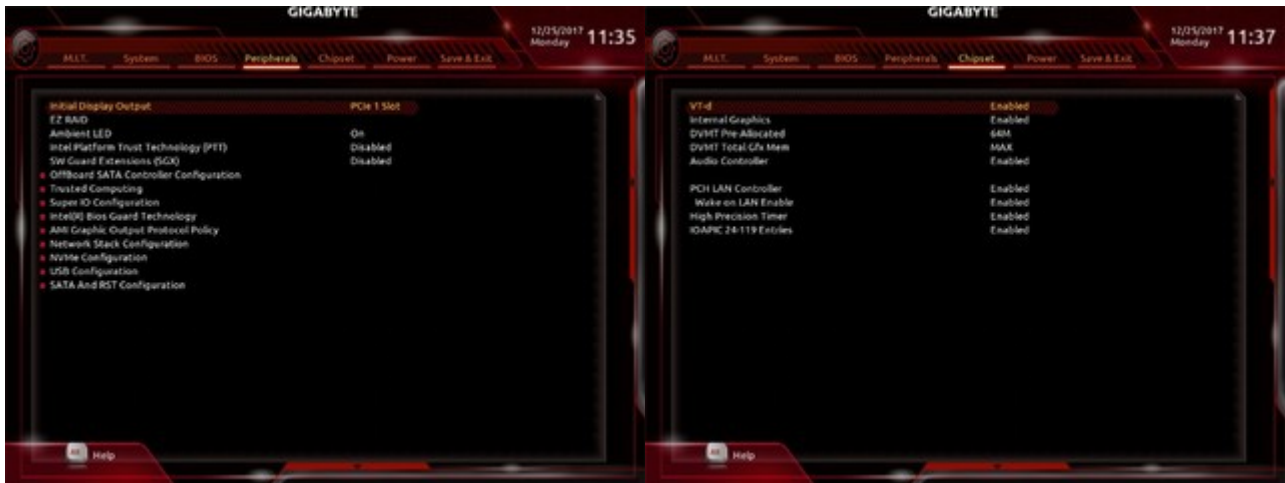 GIGABYTE
12/25/2017
Monday 11:35
M.I.T. System BIOS Peripherals Chipset Power Save & Exit
Initial Display Output PCIe 1 Slot
EZ RAID
Ambient LED On
Intel Platform Trust Technology (PTT) Disabled
SW Guard Extensions (SGX) Disabled
OffBoard SATA Controller Configuration
Trusted Computing
Super IO Configuration
Intel(R) Bios Guard Technology
AMI Graphic Output Protocol Policy
Network Stack Configuration
NVMe Configuration
USB Configuration
SATA And RST Configuration
Alt Help
GIGABYTE
12/25/2017
Monday 11:37
M.I.T. System BIOS Peripherals Chipset Power Save & Exit
VT-d Enabled
Internal Graphics Enabled
DVMT Pre-Allocated 64M
DVMT Total Gfx Mem MAX
Audio Controller Enabled
PCH LAN Controller Enabled
Wake on LAN Enable Enabled
High Precision Timer Enabled
IOAPIC 24-119 Entries Enabled
Alt Help